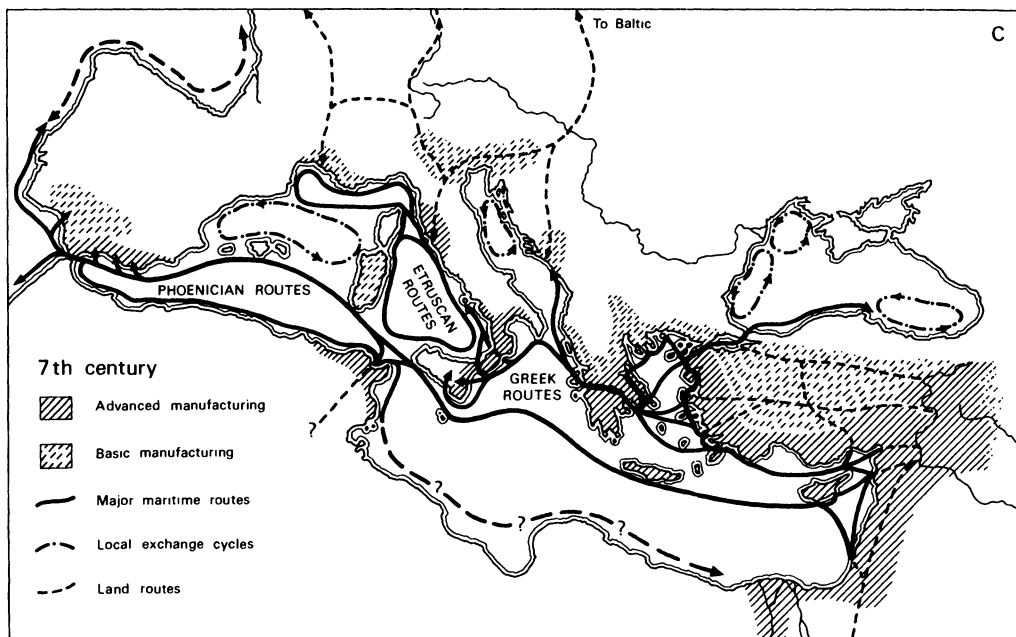 To Baltic
C
PHOENICIAN ROUTES
ETRUSCAN
ROUTES
GREEK
ROUTES
7th century
Advanced manufacturing
Basic manufacturing
Major maritime routes
Local exchange cycles
Land routes
?
?
?
?